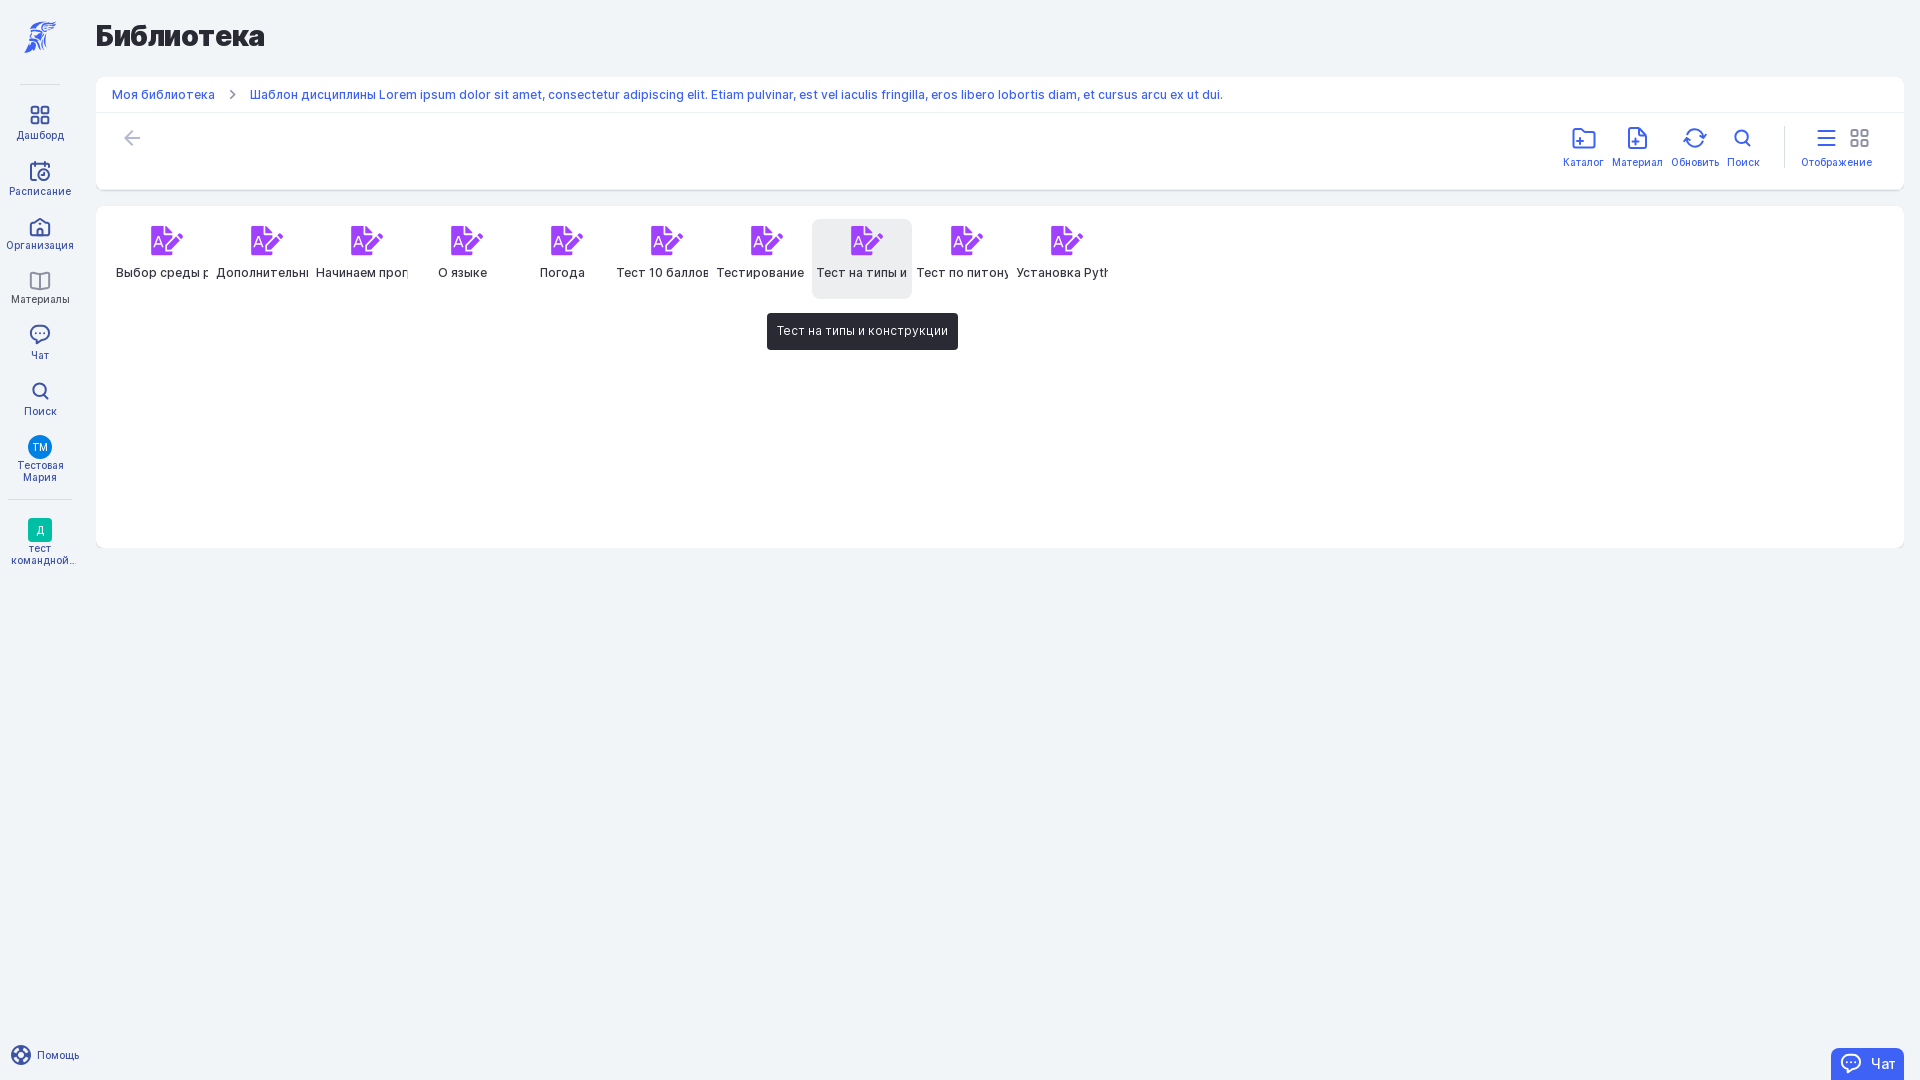 Библиотека
Моя библиотека
Шаблон дисциплины Lorem ipsum dolor sit amet, consectetur adipiscing elit. Etiam pulvinar, est vel iaculis fringilla, eros libero lobortis diam, et cursus arcu ex ut dui.
Каталог
Материал
Обновить
Поиск
Отображение
Дашборд
Расписание
Организация
Материалы
Чат
Поиск
ТМ
Тестовая
Мария
Д
тест
командной...
Выбор среды р
Дополнительн
Начинаем прог
О языке
Погода
Тест 10 баллов
Тестирование
Тест на типы и
Тест по питону
Установка Pyth
Тест на типы и конструкции
Помощь
Чат